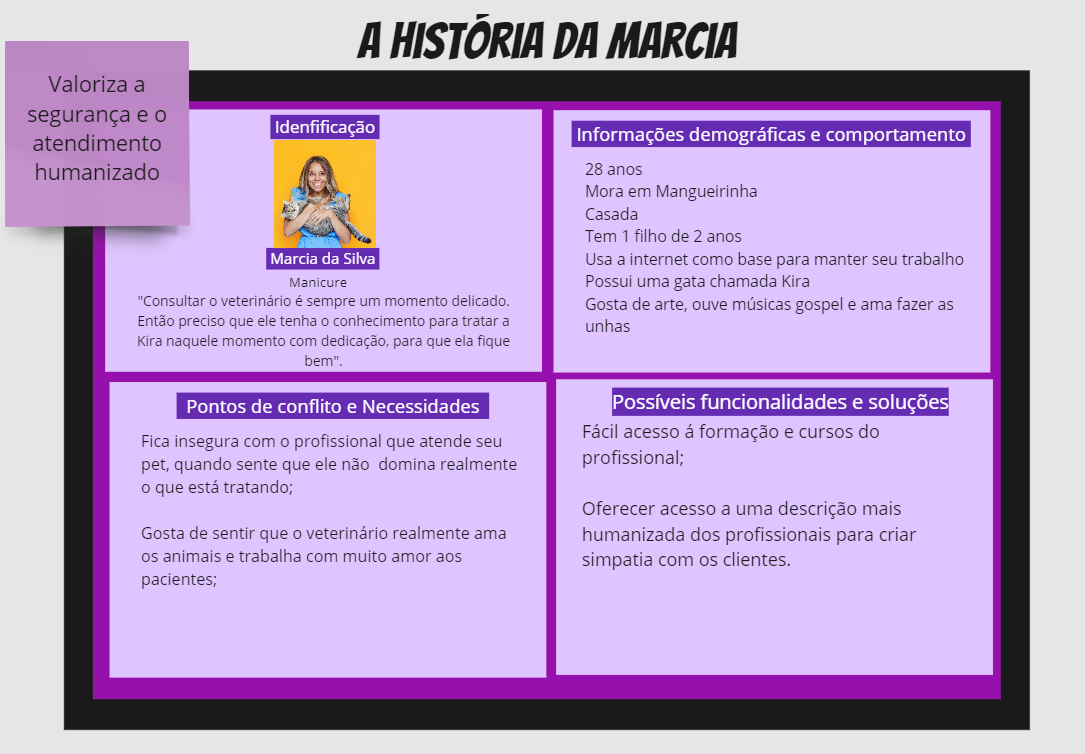 A HISTÓRIA DA MARCIA
Valoriza a
segurança e o
atendimento
humanizado
Idenfificação
Marcia da Silva
Manicure
"Consultar o veterinário é sempre um momento delicado.
Então preciso que ele tenha o conhecimento para tratar a
Kira naquele momento com dedicação, para que ela fique
bem".
Informações demográficas e comportamento
28 anos
Mora em Mangueirinha
Casada
Tem 1 filho de 2 anos
Usa a internet como base para manter seu trabalho
Possui uma gata chamada Kira
Gosta de arte, ouve músicas gospel e ama fazer as
unhas
Pontos de conflito e Necessidades
Fica insegura com o profissional que atende seu
pet, quando sente que ele não  domina realmente
o que está tratando;
Gosta de sentir que o veterinário realmente ama
os animais e trabalha com muito amor aos
pacientes;
Possíveis funcionalidades e soluções
Fácil acesso á formação e cursos do
profissional;
Oferecer acesso a uma descrição mais
humanizada dos profissionais para criar
simpatia com os clientes.